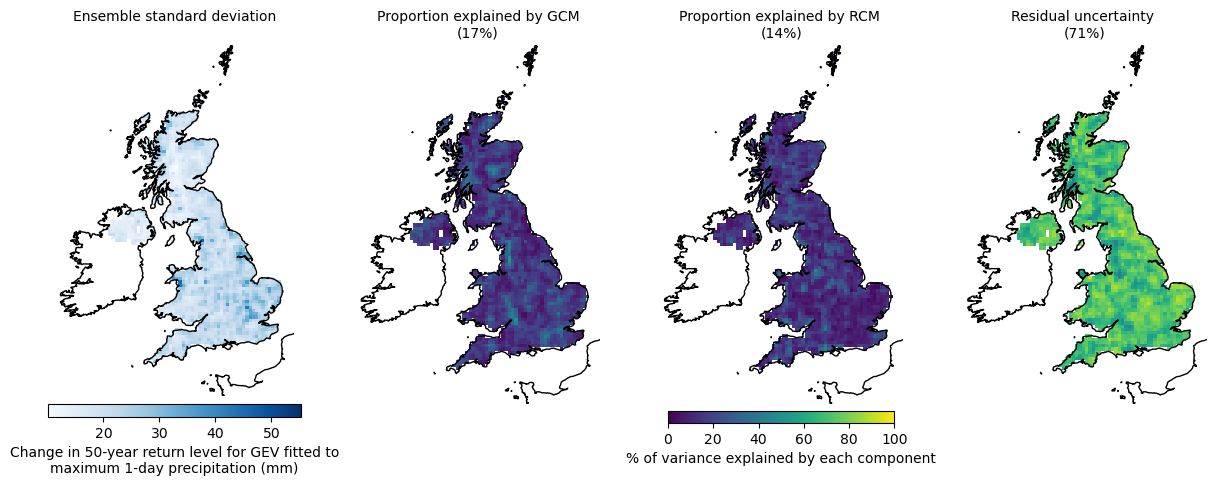 Ensemble standard deviation
Proportion explained by GCM
(17%)
Proportion explained by RCM
(14%)
Residual uncertainty
(71%)
20 30 40 50
Change in 50-year return level for GEV fitted to
maximum 1-day precipitation (mm)
0 20 40 60 80 100
% of variance explained by each component